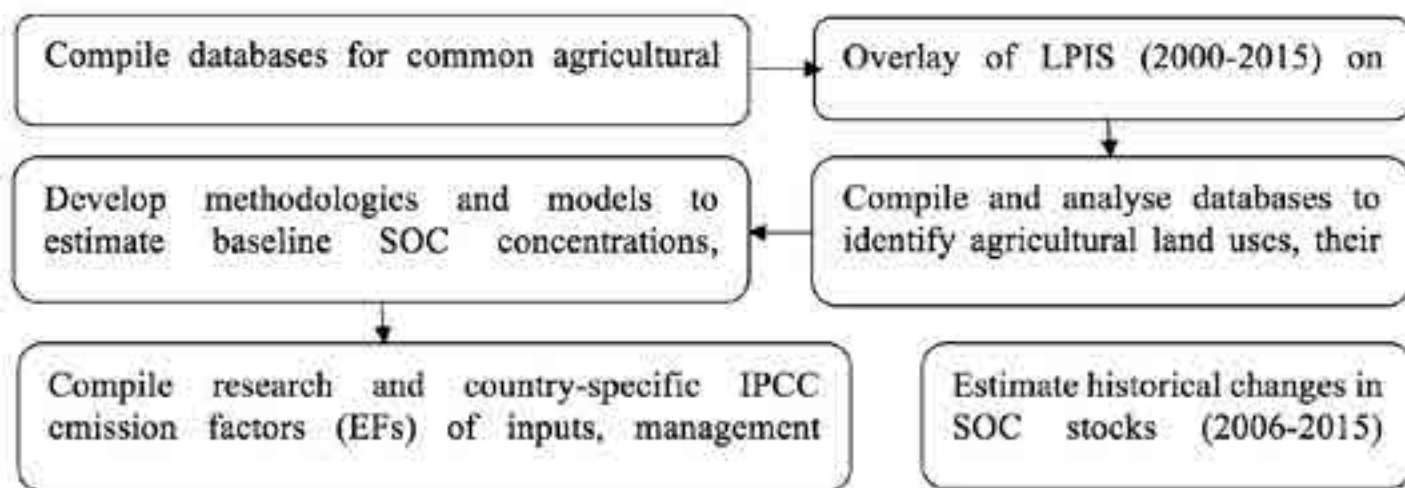 Compile databases for common agricultural
Overlay of LPIS (2000-2015) on
Compile and analyse databases to
identify agricultural land uses, their
Develop methodologies and models to
estimate baseline SOC concentrations,
Compile research and country-specific IPCC
emission factors (EFs) of inputs, management
Estimate historical changes in
SOC stocks (2006-2015)